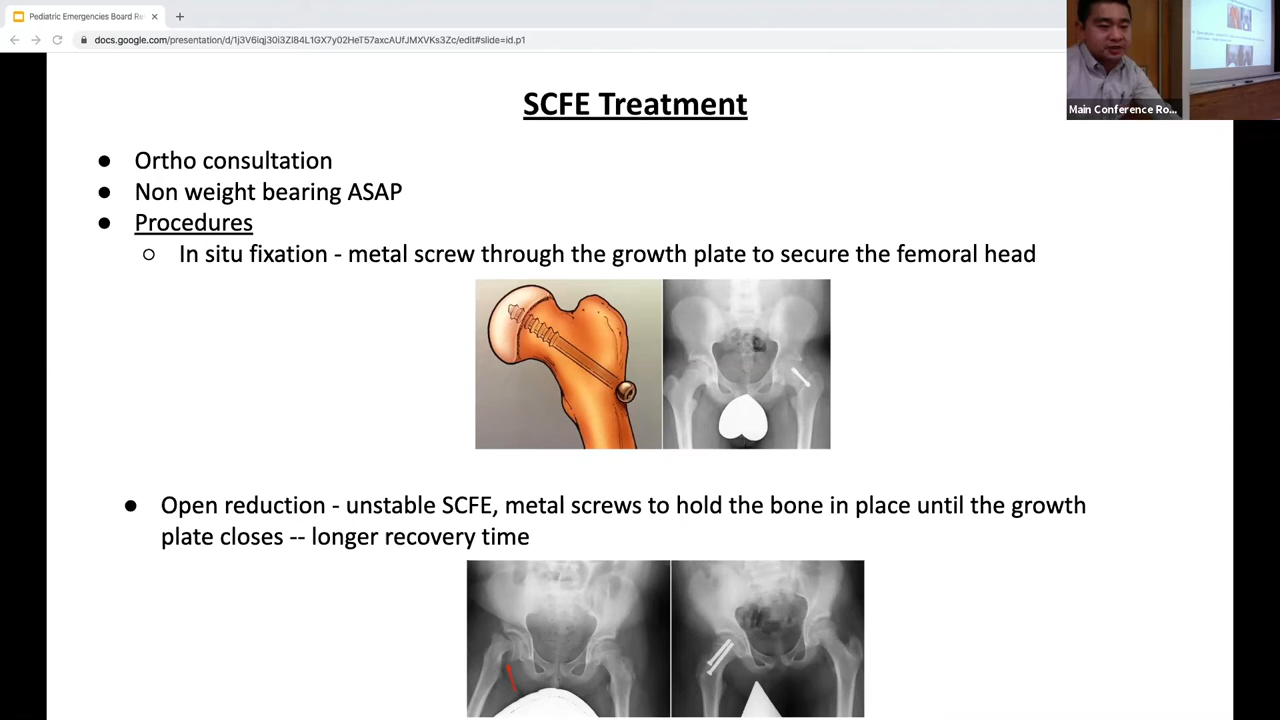 Pediatric Emergencies Board Re
docs.google.com/presentation/d/1j3V6iqj30i3ZI84L1GX7y02HeT57axcAUfJMXVKs3Zc/edit#slide=id.p1
Main Conference Ro...
SCFE Treatment
● Ortho consultation
● Non weight bearing ASAP
● Procedures
○ In situ fixation - metal screw through the growth plate to secure the femoral head
● Open reduction - unstable SCFE, metal screws to hold the bone in place until the growth
plate closes -- longer recovery time